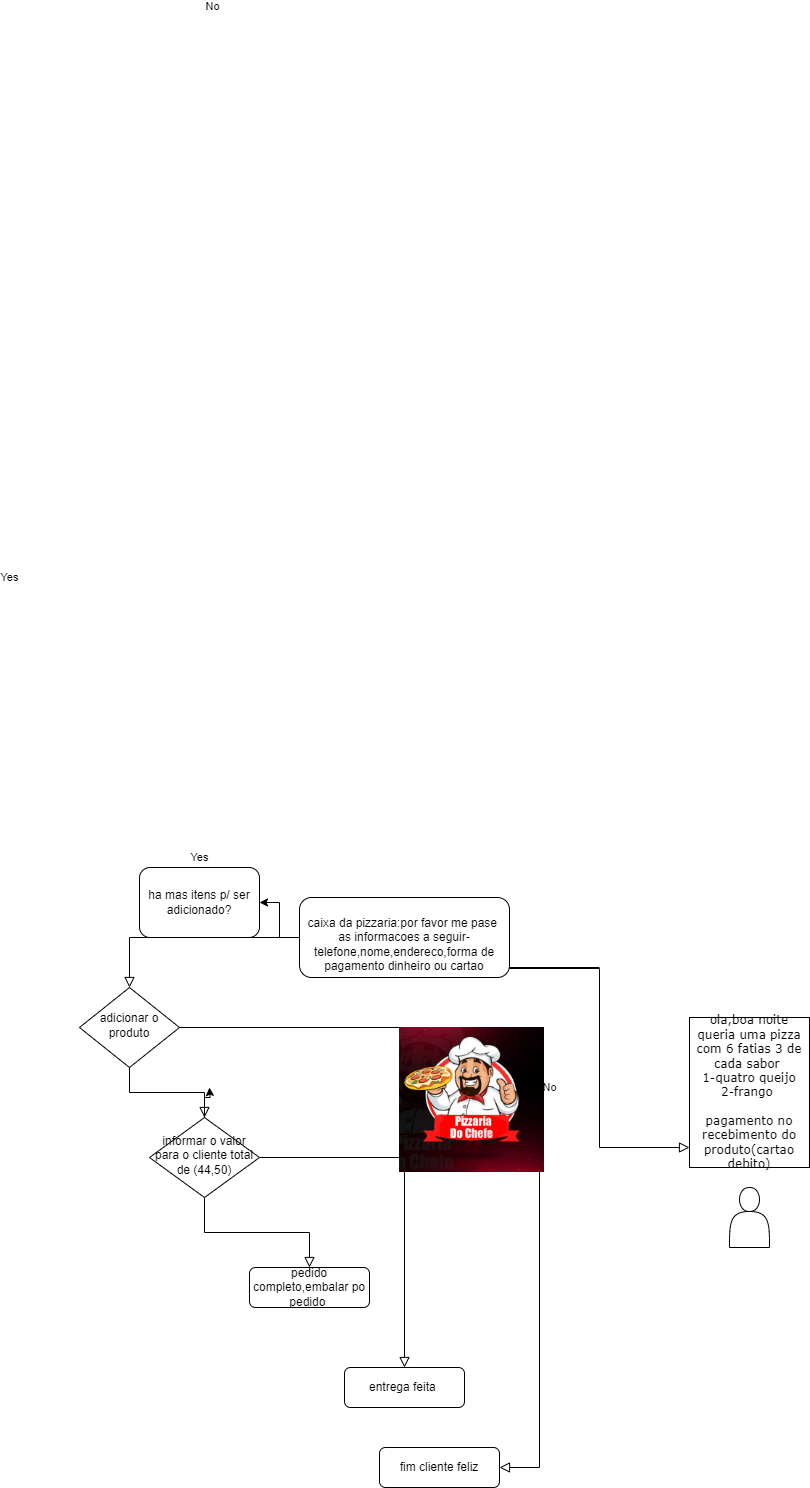 No
Yes
Yes
ha mas itens p/ ser
adicionado?
caixa da pizzaria:por favor me pase
as informacoes a seguir-
telefone,nome,endereco,forma de
pagamento dinheiro ou cartao
adicionar o
produto
ola,boa noite
queria uma pizza
com 6 fatias 3 de
cada sabor
1-quatro queijo
2-frango
pagamento no
recebimento do
produto(cartao
debito)
Pizzaria
Do Chefe
No
informar o valor
para o cliente total
de (44,50)
pedido
completo,embalar po
pedido
entrega feita
fim cliente feliz